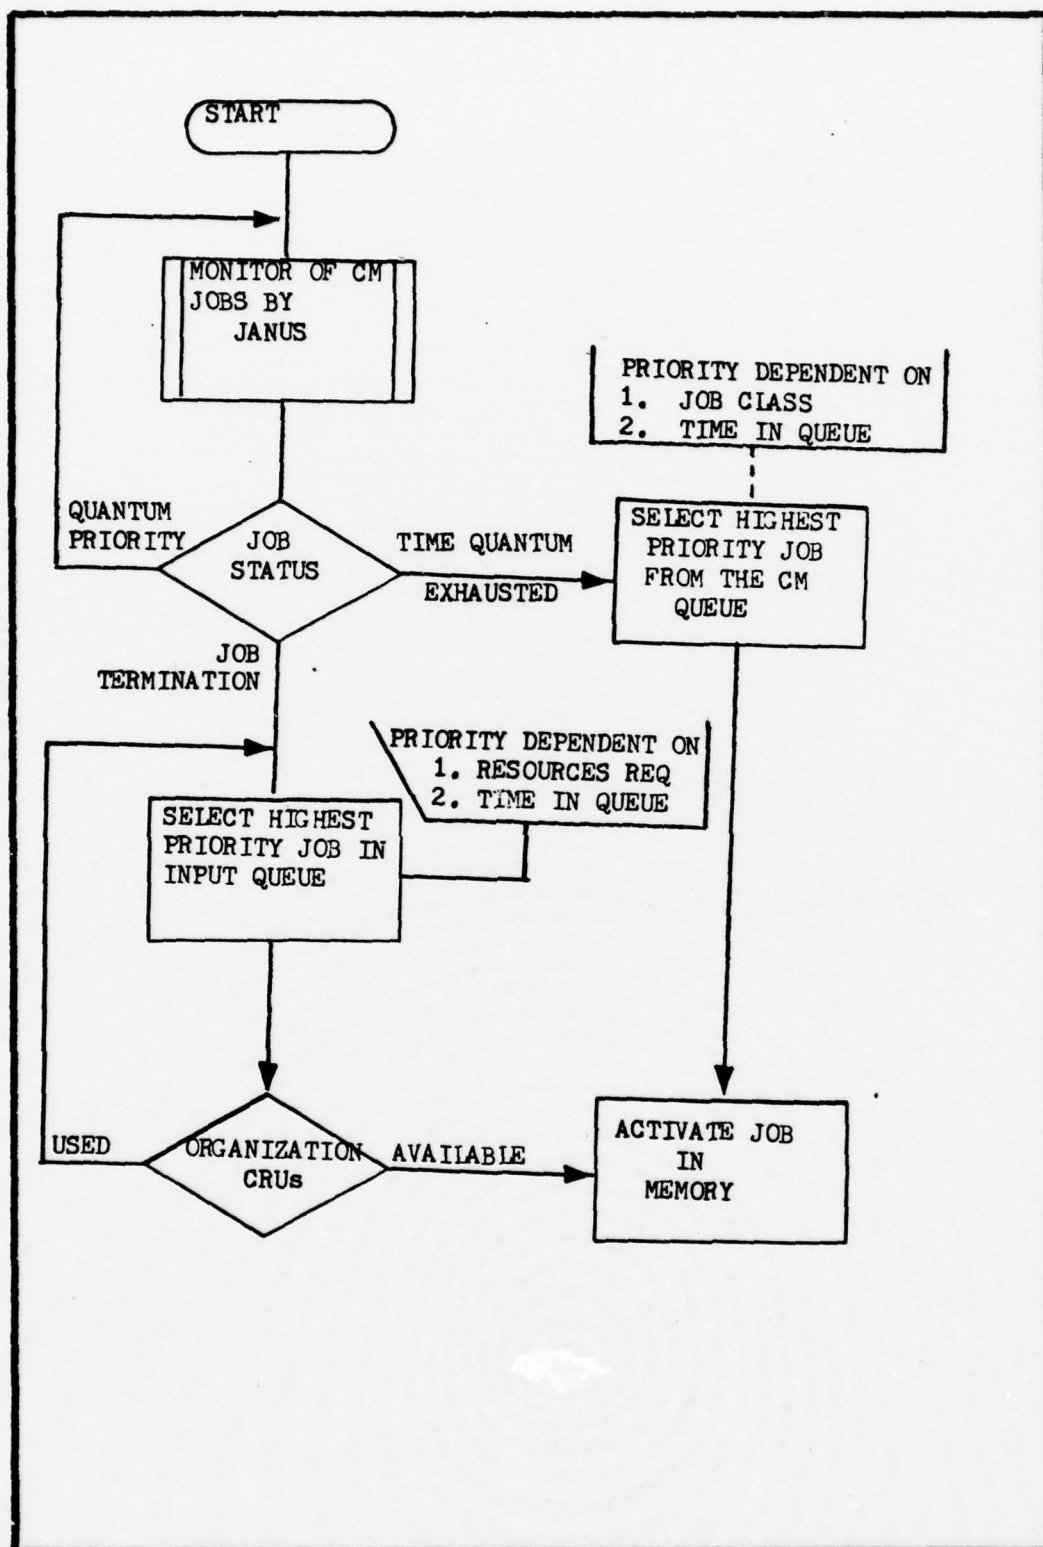 START
MONITOR OF CM
JOBS BY
JANUS
PRIORITY DEPENDENT ON
1. JOB CLASS
2. TIME IN QUEUE
QUANTUM
PRIORITY
JOB
STATUS
TIME QUANTUM
EXHAUSTED
SELECT HIGHEST
PRIORITY JOB
FROM THE CM
QUEUE
JOB
TERMINATION
PRIORITY DEPENDENT ON
1. RESOURCES REQ
2. TIME IN QUEUE
SELECT HIGHEST
PRIORITY JOB IN
INPUT QUEUE
USED
ORGANIZATION
CRUs
AVAILABLE
ACTIVATE JOB
IN
MEMORY